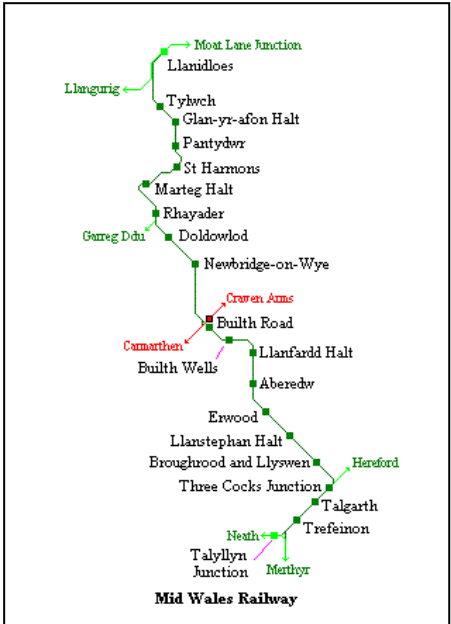 Moat Lane Junction
Llanidloes
Llangurig
Tylwch
Glan-yr-afon Halt
Pantydwr
St Harmons
Marteg Halt
Rhayader
Garreg Ddu
Doldowlod
Newbridge-on-Wye
Craven Arms
Builth Road
Carmarthen
Builth Wells
Llanfardd Halt
Aberedw
Erwood
Llanstephan Halt
Broughrood and Llyswen
Hereford
Three Cocks Junction
Talgarth
Trefeinon
Neath
Talyllyn
Junction
Merthyr
Mid Wales Railway